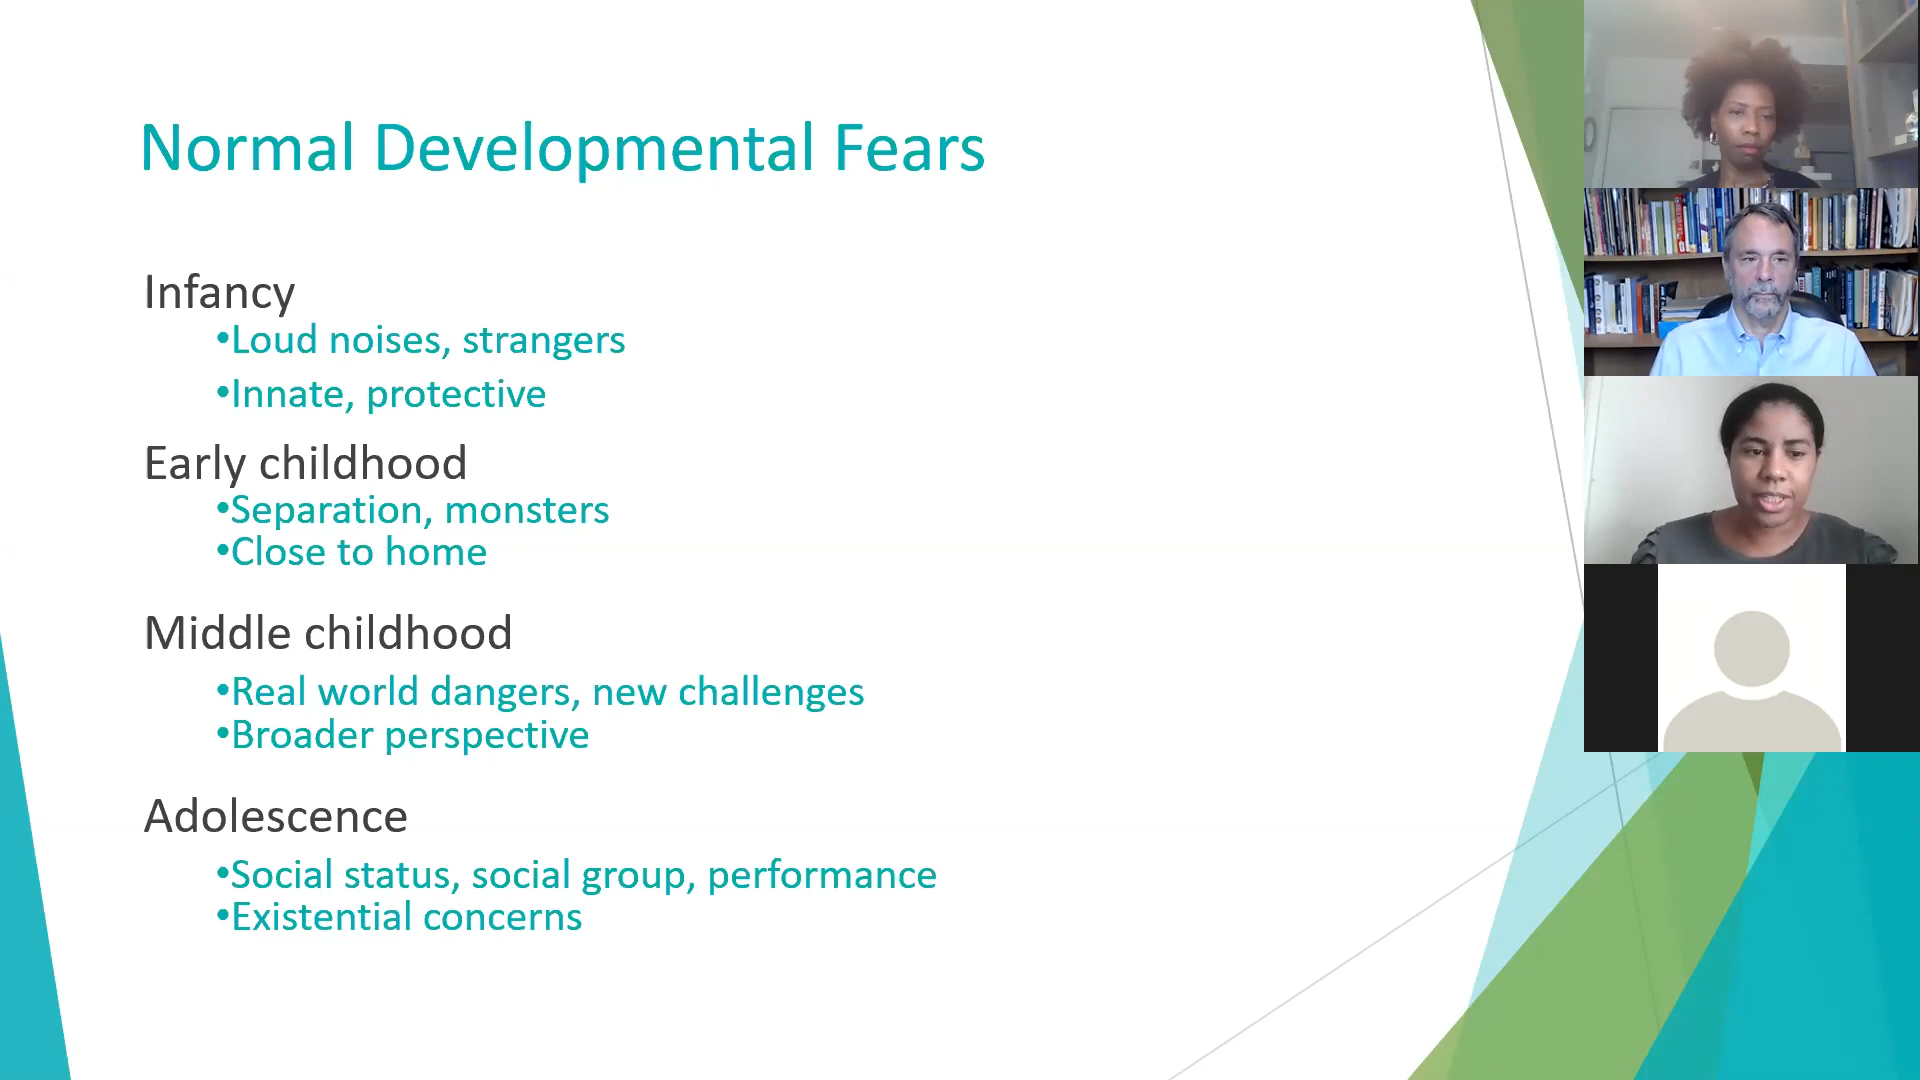 Normal Developmental Fears
Infancy
•Loud noises, strangers
•Innate, protective
Early childhood
•Separation, monsters
•Close to home
Middle childhood
•Real world dangers, new challenges
•Broader perspective
Adolescence
•Social status, social group, performance
•Existential concerns